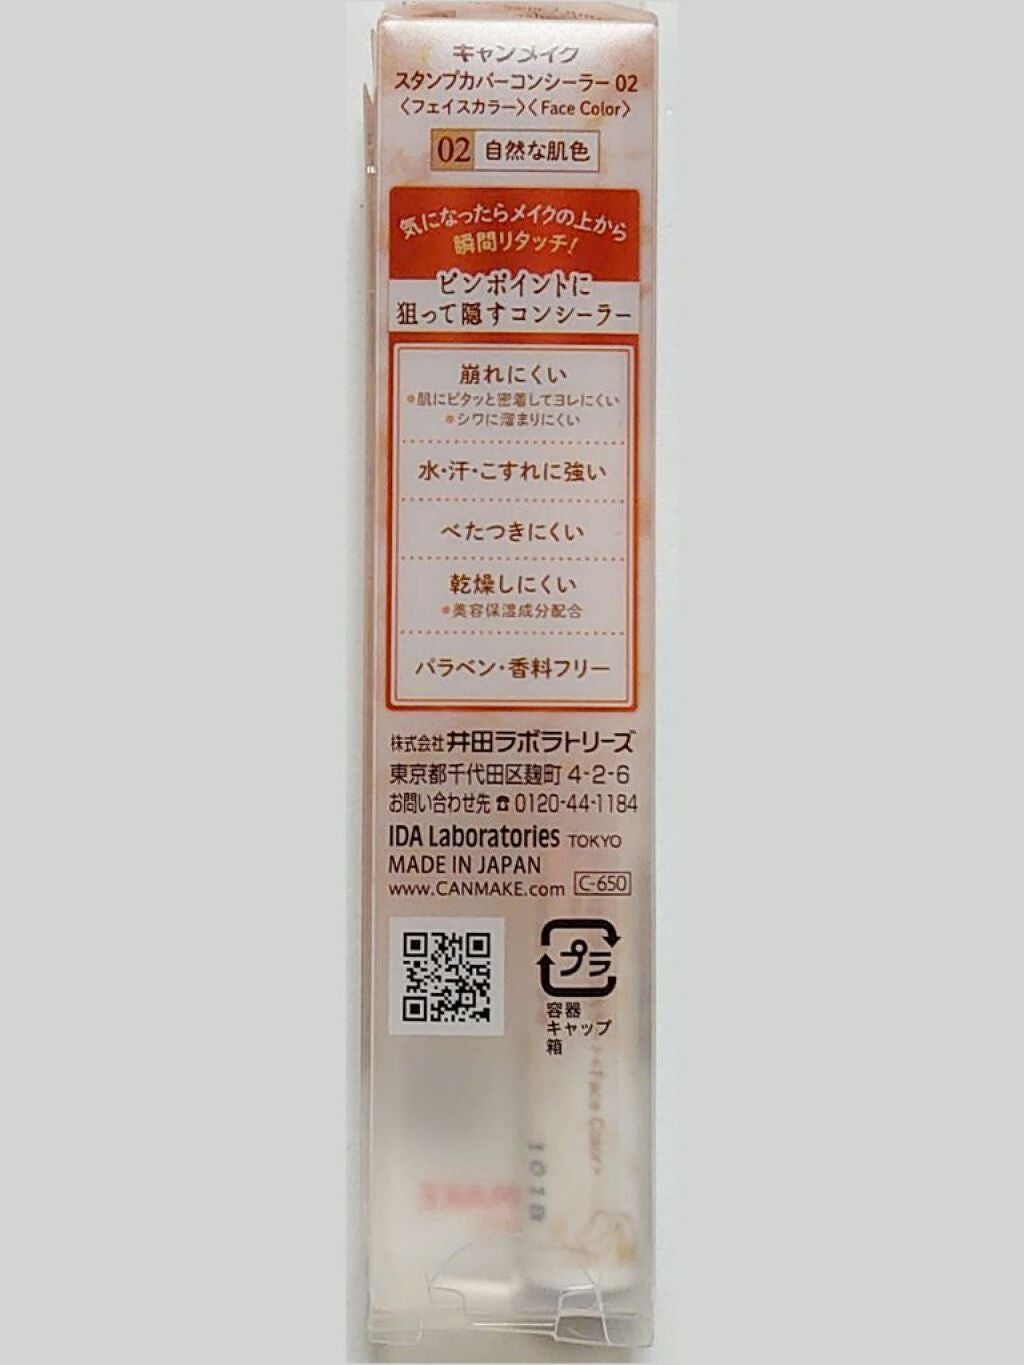 キャンメイク
スタンプカバーコンシーラー 02
〈フェイスカラー〉〈Face Color〉
02 自然な肌色
気になったらメイクの上から
瞬間リタッチ!
ピンポイントに
狙って隠すコンシーラー
崩れにくい
●肌にピタッと密着してヨレにくい
●シワに溜まりにくい
水・汗・こすれに強い
べたつきにくい
乾燥しにくい
●美容保湿成分配合
パラベン・香料フリー
株式会社 井田ラボラトリーズ
東京都千代田区麹町 4-2-6
お問い合わせ先 ☎ 0120-44-1184
IDA Laboratories TOKYO
MADE IN JAPAN
www.CANMAKE.com C-650
プラ
容器
キャップ
箱
Face Color>